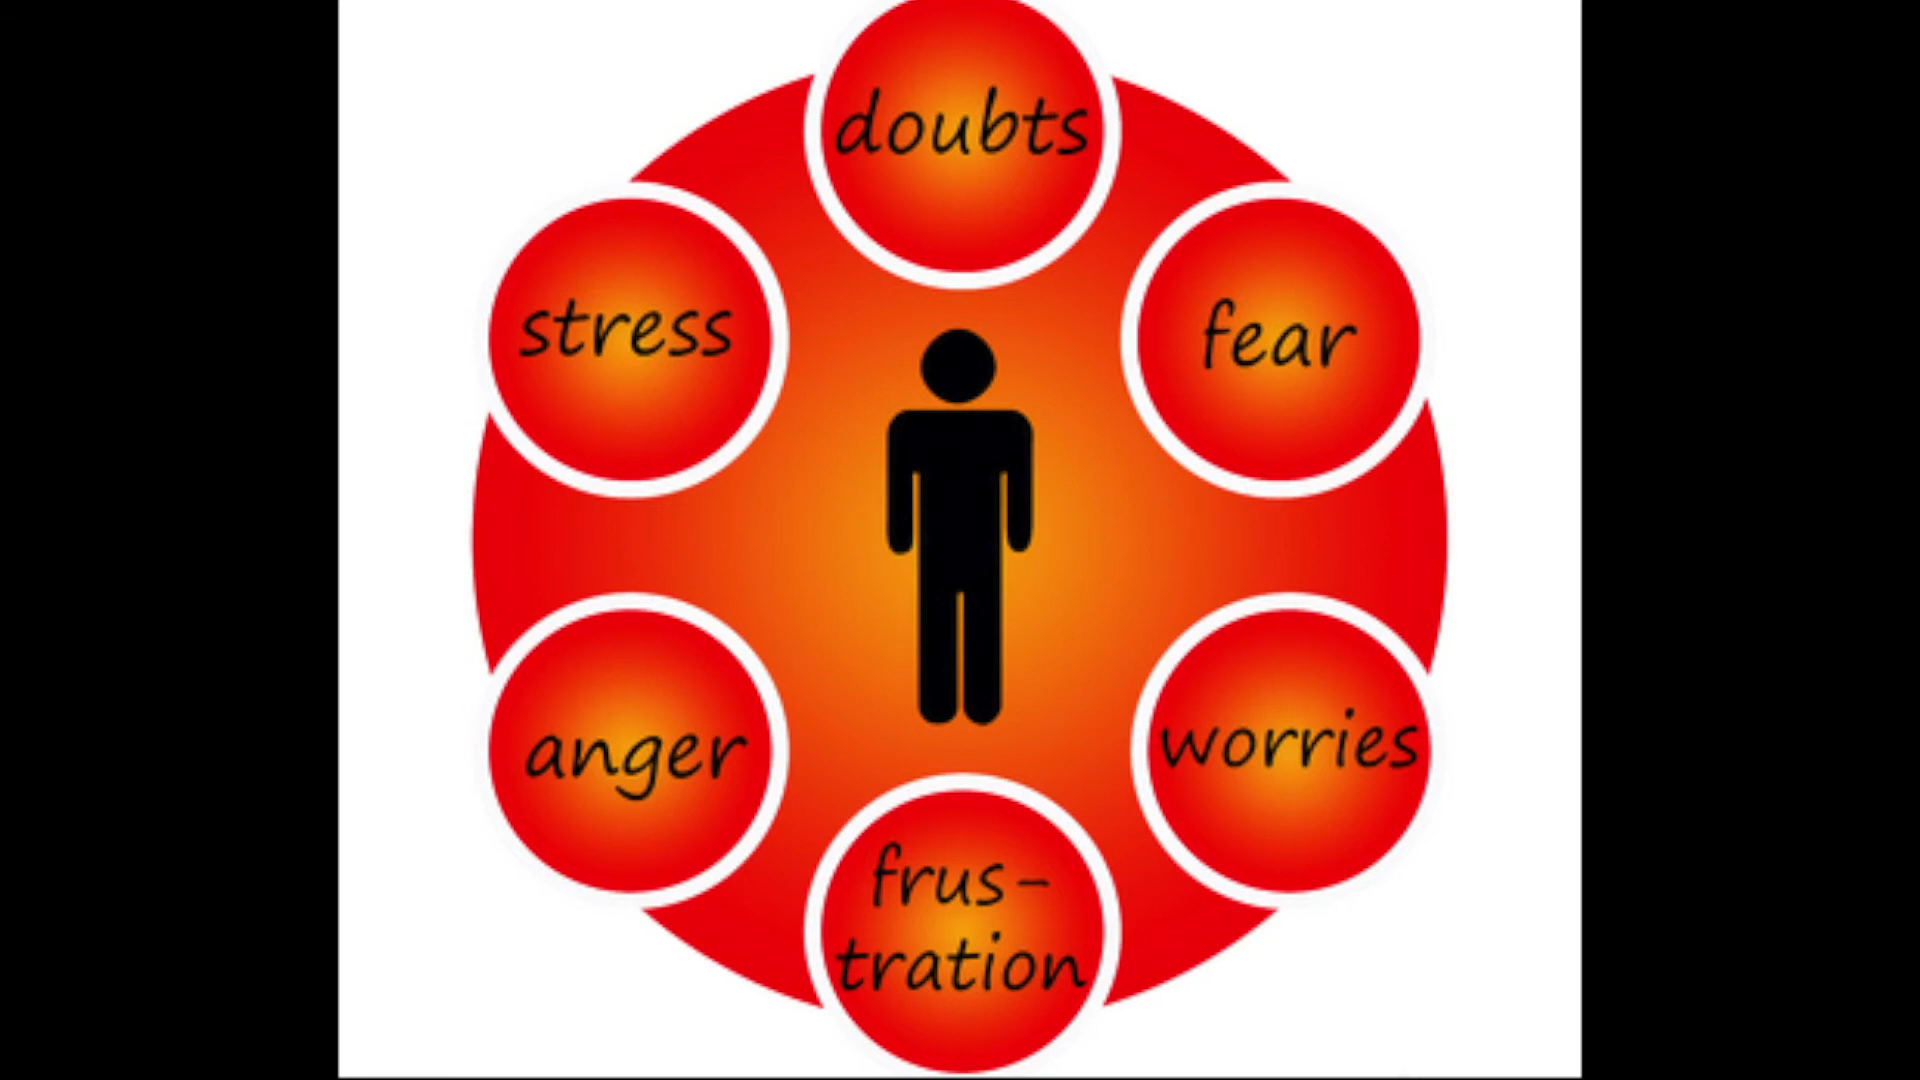 doubts
stress
fear
anger
worries
frus-
tration